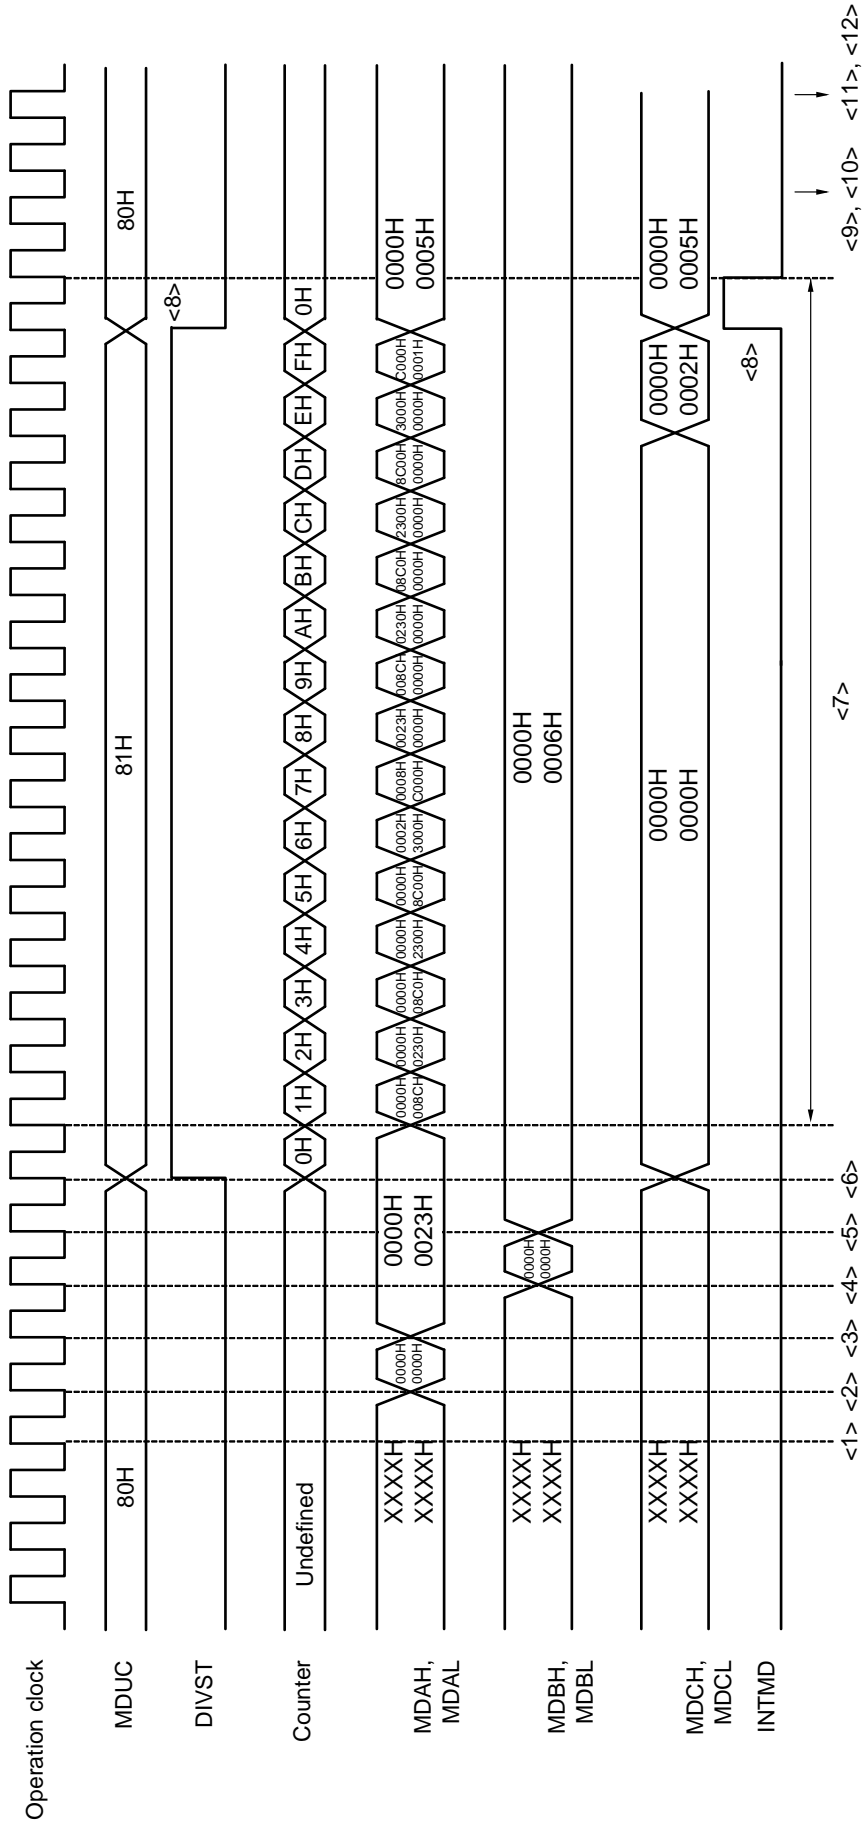 Operation clock
MDUC
80H
81H
80H
DIVST
<8>
Counter
Undefined
0H
1H
2H
3H
4H
5H
6H
7H
8H
9H
AH
BH
CH
DH
EH
FH
0H
MDAH,
MDAL
XXXXH
XXXXH
0000H
0000H
0000H
0023H
0000H
008CH
0000H
0230H
0000H
08C0H
0000H
2300H
0000H
8C00H
0002H
3000H
0008H
C000H
0023H
0000H
008CH
0000H
0230H
0000H
08C0H
0000H
2300H
0000H
8C00H
0000H
3000H
0000H
C000H
0001H
0000H
0005H
MDBH,
MDBL
XXXXH
XXXXH
0000H
0000H
0000H
0006H
MDCH,
MDCL
XXXXH
XXXXH
0000H
0000H
0000H
0002H
0000H
0005H
INTMD
<8>
<1>
<2>
<3>
<4>
<5>
<6>
<7>
<9>, <10>
<11>, <12>